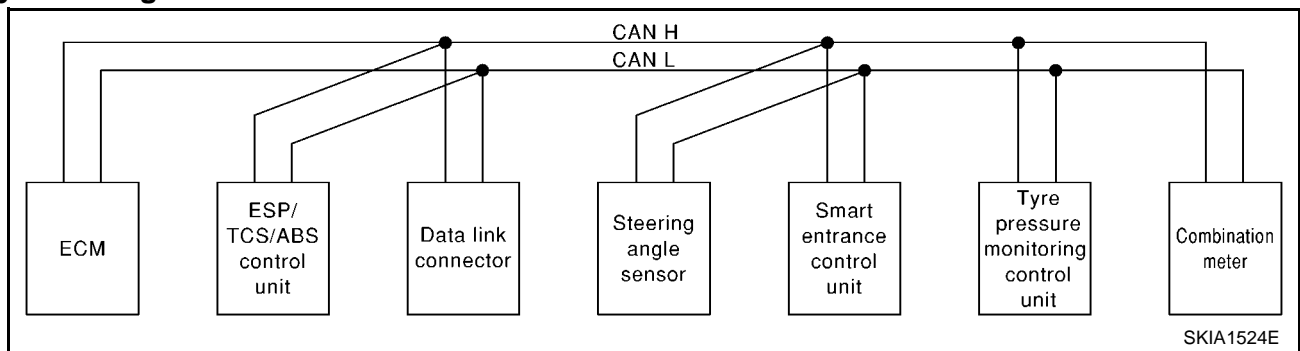 CAN H
CAN L
ECM
ESP/
TCS/ABS
control
unit
Data link
connector
Steering
angle
sensor
Smart
entrance
control
unit
Tyre
pressure
monitoring
control
unit
Combination
meter
SKIA1524E